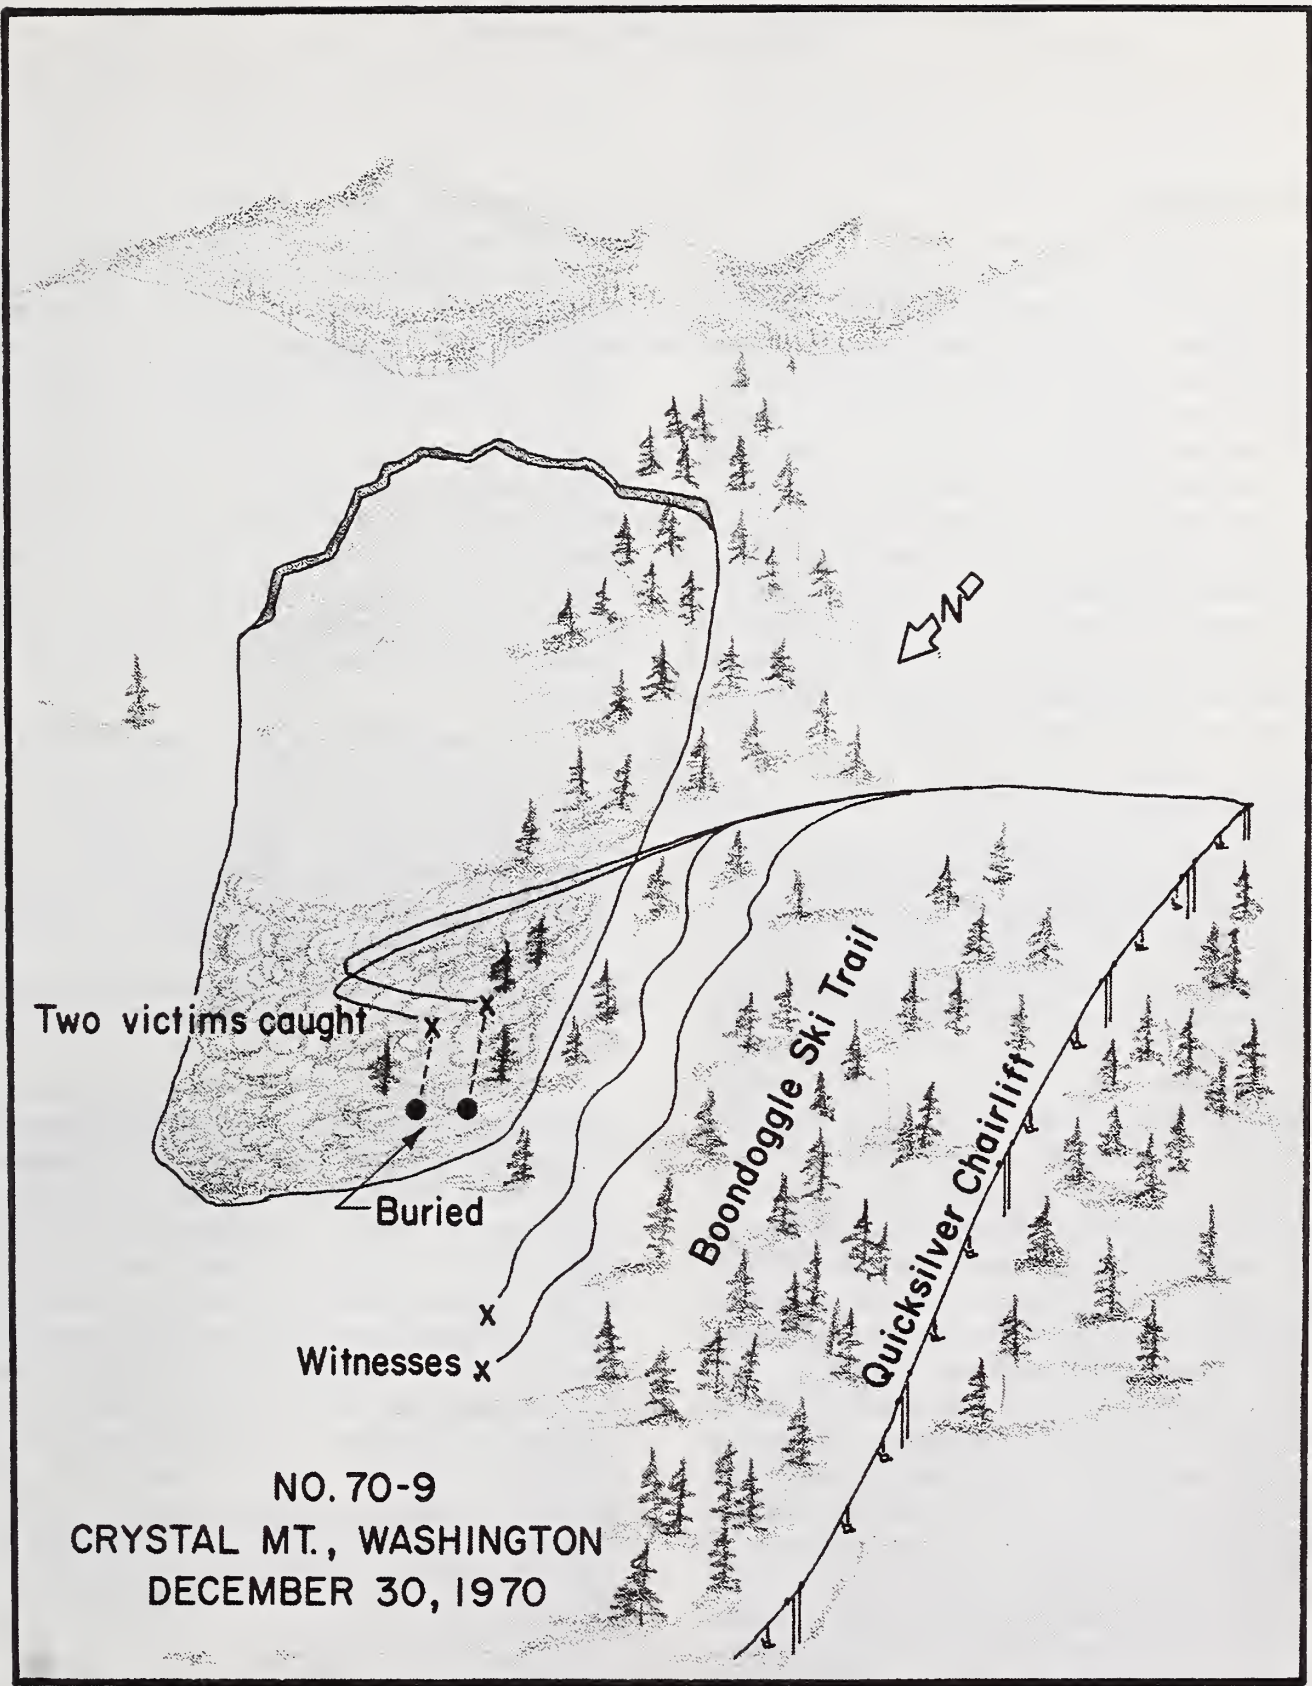 N
Boondoggle Ski Trail
Two victims caught
Quicksilver Chairlift
Buried
Witnesses
NO. 70-9
CRYSTAL MT., WASHINGTON
DECEMBER 30, 1970